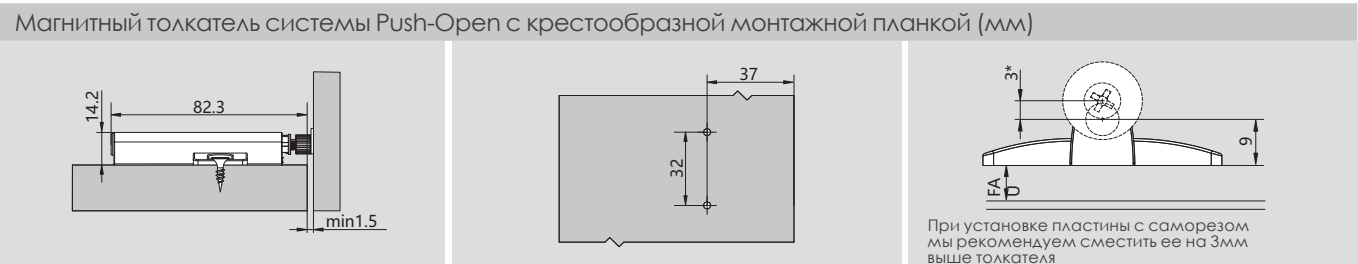 Магнитный толкатель системы Push-Open с крестообразной монтажной планкой (мм)
14.2
82.3
min1.5
37
32
3*
9
FA
U
При установке пластины с саморезом
мы рекомендуем сместить ее на 3мм
выше толкателя